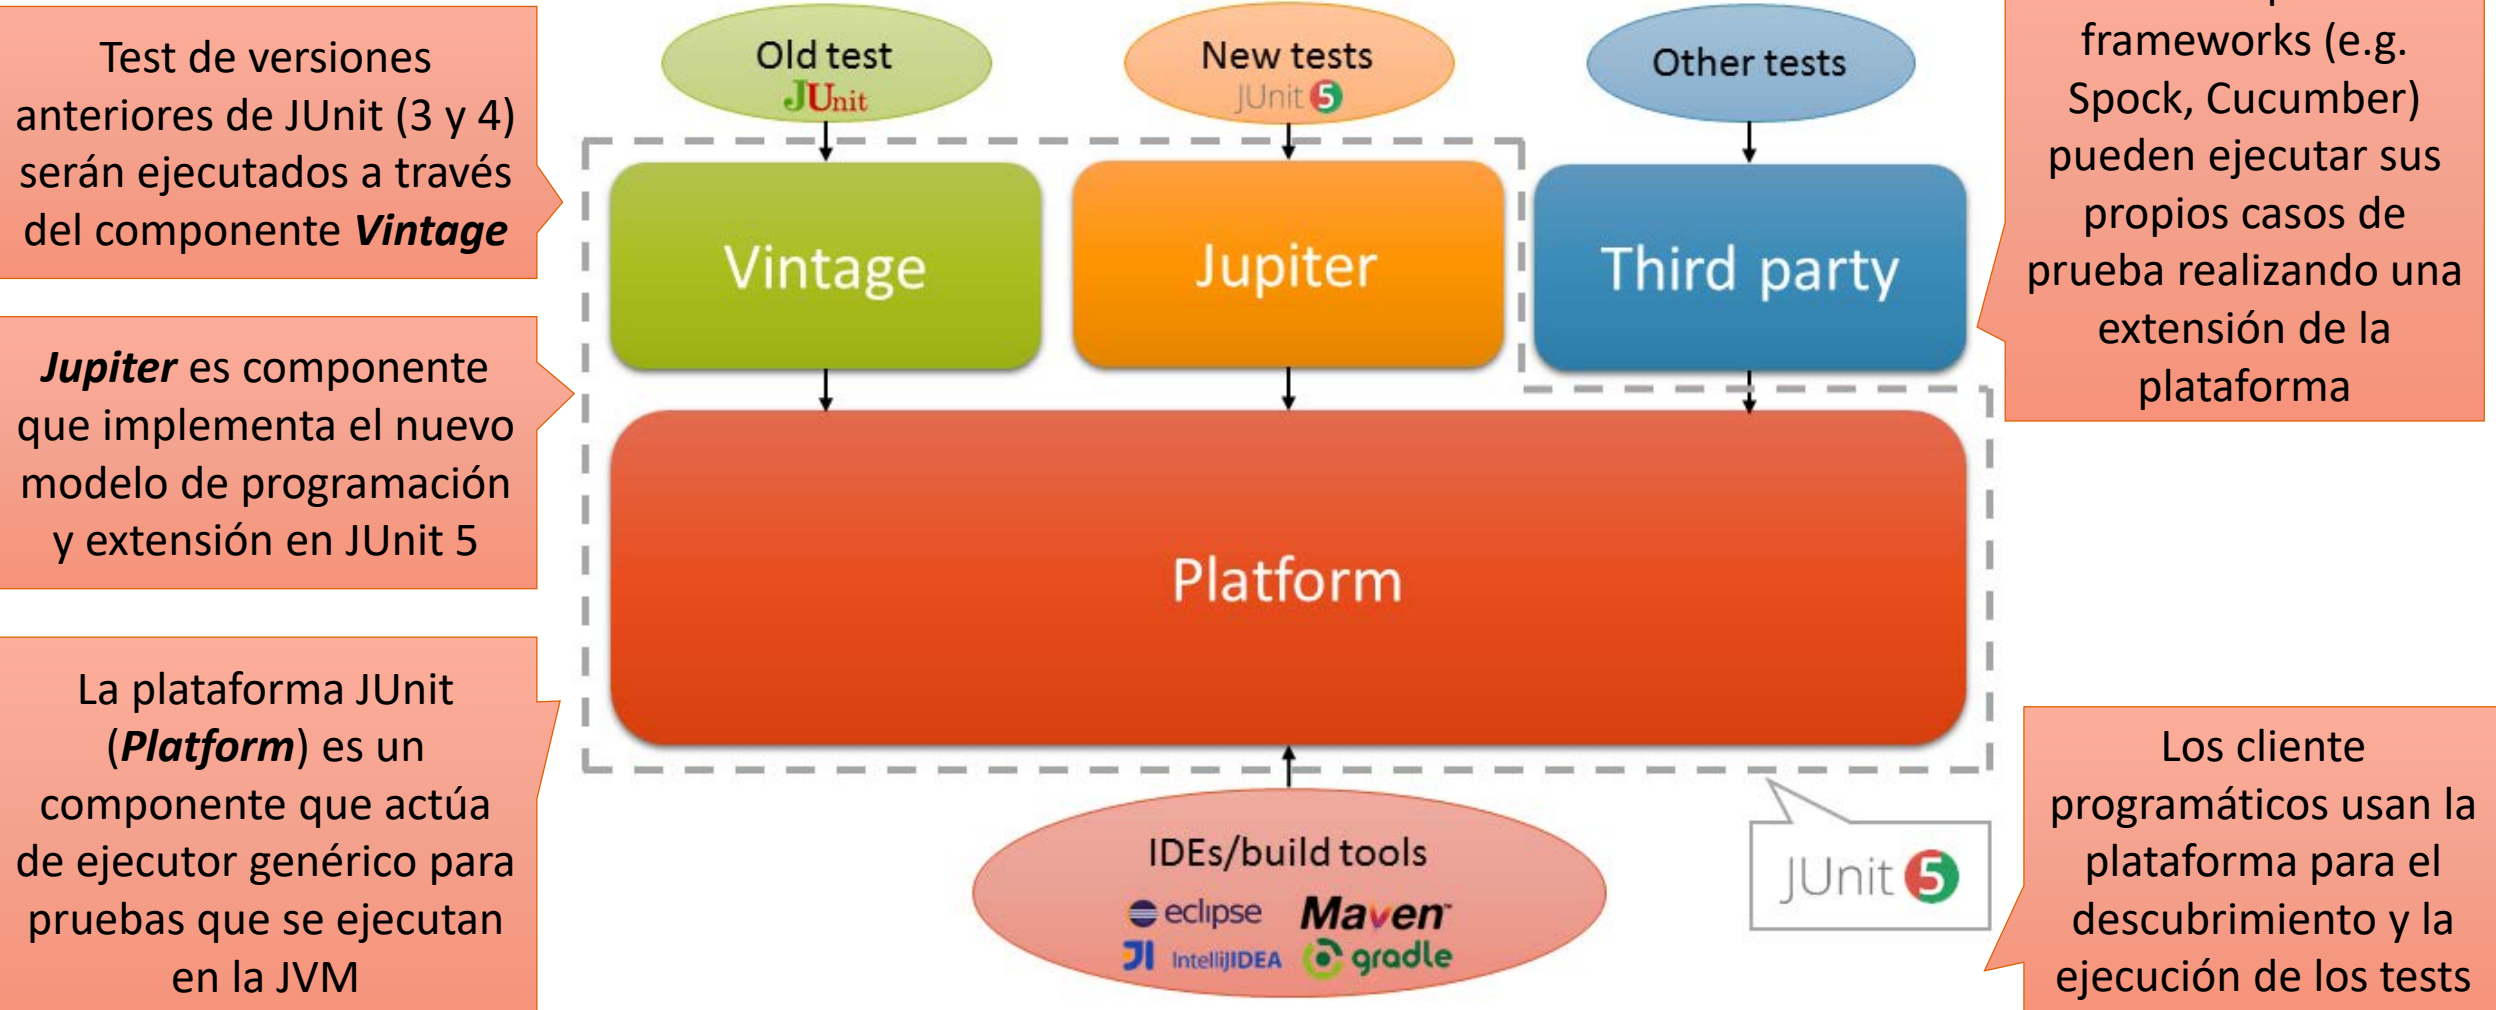 Test de versiones
anteriores de JUnit (3 y 4)
serán ejecutados a través
del componente Vintage
Jupiter es componente
que implementa el nuevo
modelo de programación
y extensión en JUnit 5
La plataforma JUnit
(Platform) es un
componente que actúa
de ejecutor genérico para
pruebas que se ejecutan
en la JVM
Old test
JUnit
New tests
JUnit 5
Other tests
Vintage
Jupiter
Third party
Platform
IDEs/build tools
eclipse
Maven™
IntelliJIDEA
gradle
JUnit 5
frameworks (e.g.
Spock, Cucumber)
pueden ejecutar sus
propios casos de
prueba realizando una
extensión de la
plataforma
Los cliente
programáticos usan la
plataforma para el
descubrimiento y la
ejecución de los tests